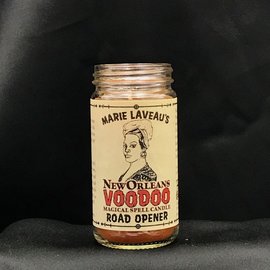 MARIE LAVEAU'S
NEW ORLEANS
VOODOO
MAGICAL SPELL CANDLE
ROAD OPENER